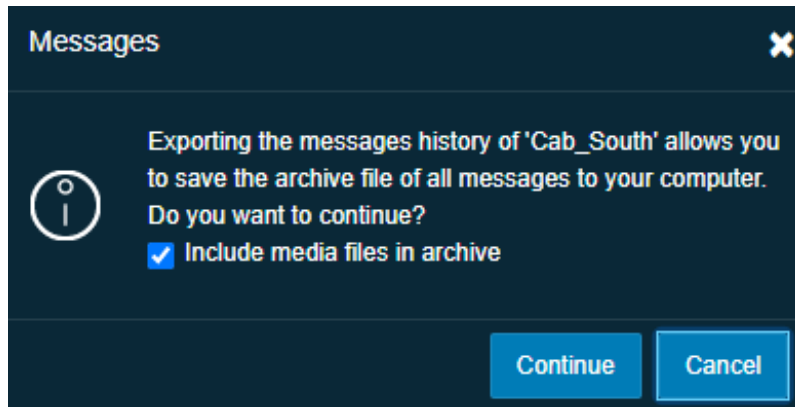 Messages
Exporting the messages history of 'Cab_South' allows you
to save the archive file of all messages to your computer.
Do you want to continue?
Include media files in archive
Continue
Cancel